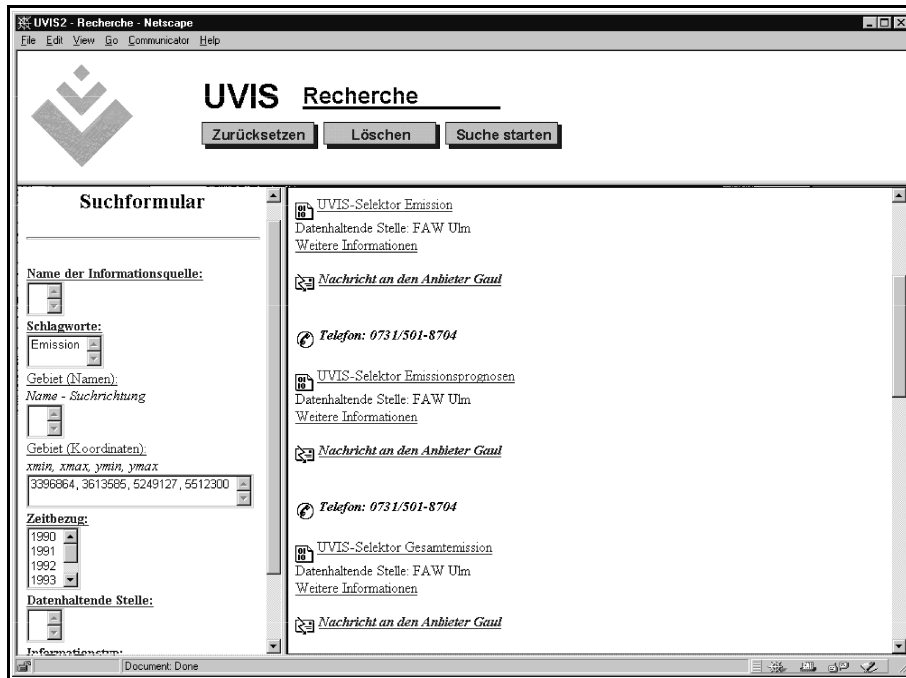 UVIS2 - Recherche - Netscape
File Edit View Go Communicator Help
UVIS Recherche
Zurücksetzen Löschen Suche starten
Suchformular
Name der Informationsquelle:
Schlagworte:
Emission
Gebiet (Namen):
Name - Suchrichtung
Gebiet (Koordinaten):
xmin, xmax, ymin, ymax
3396864, 3613585, 5249127, 5512300
Zeitbezug:
1990
1991
1992
1993
Datenhaltende Stelle:
Informationstyp:
UVIS-Selektor Emission
Datenhaltende Stelle: FAW Ulm
Weitere Informationen
Nachricht an den Anbieter Gaul
Telefon: 0731/501-8704
UVIS-Selektor Emissionsprognosen
Datenhaltende Stelle: FAW Ulm
Weitere Informationen
Nachricht an den Anbieter Gaul
Telefon: 0731/501-8704
UVIS-Selektor Gesamtemission
Datenhaltende Stelle: FAW Ulm
Weitere Informationen
Nachricht an den Anbieter Gaul
Document: Done